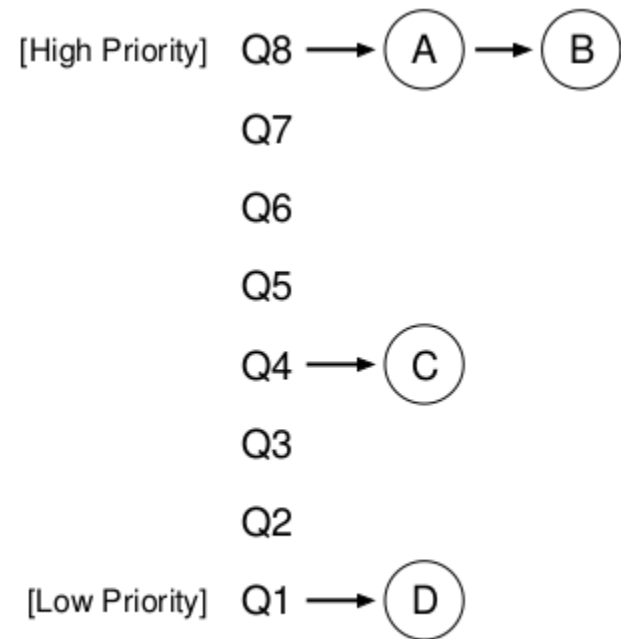 [High Priority] Q8 A B
Q7
Q6
Q5
Q4 C
Q3
Q2
[Low Priority] Q1 D